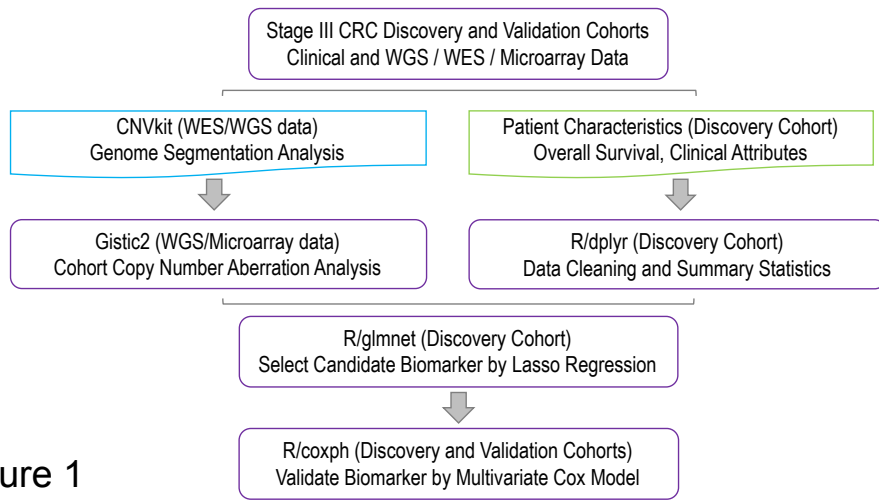 Stage III CRC Discovery and Validation Cohorts
Clinical and WGS / WES / Microarray Data
CNVkit (WES/WGS data)
Genome Segmentation Analysis
Patient Characteristics (Discovery Cohort)
Overall Survival, Clinical Attributes
Gistic2 (WGS/Microarray data)
Cohort Copy Number Aberration Analysis
R/dplyr (Discovery Cohort)
Data Cleaning and Summary Statistics
R/glmnet (Discovery Cohort)
Select Candidate Biomarker by Lasso Regression
R/coxph (Discovery and Validation Cohorts)
Validate Biomarker by Multivariate Cox Model
ure 1